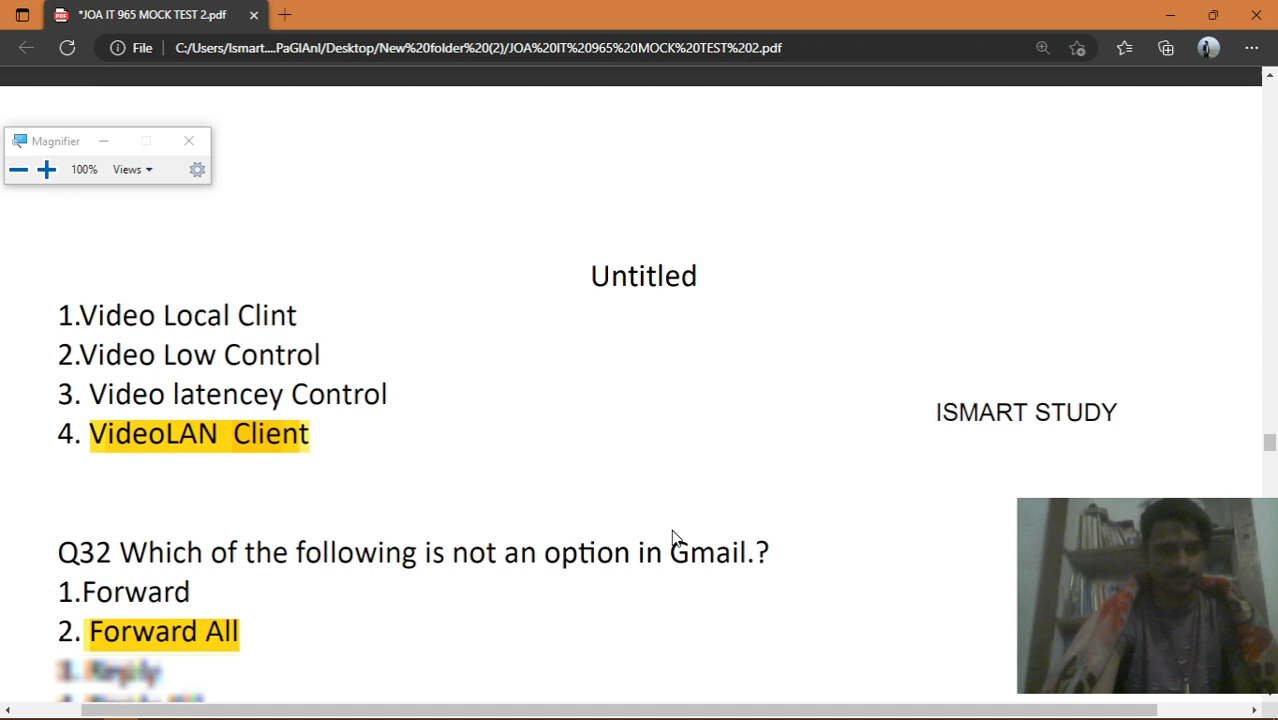 *JOA IT 965 MOCK TEST 2.pdf
File
C:/Users/Ismart....PaGlAnI/Desktop/New%20folder%20(2)/JOA%20IT%20965%20MOCK%20TEST%202.pdf
Magnifier
100%
Views
Untitled
1.Video Local Clint
2.Video Low Control
3. Video latencey Control
ISMART STUDY
4. VideoLAN Client
Q32 Which of the following is not an option in Gmail.?
1.Forward
2. Forward All
Reply